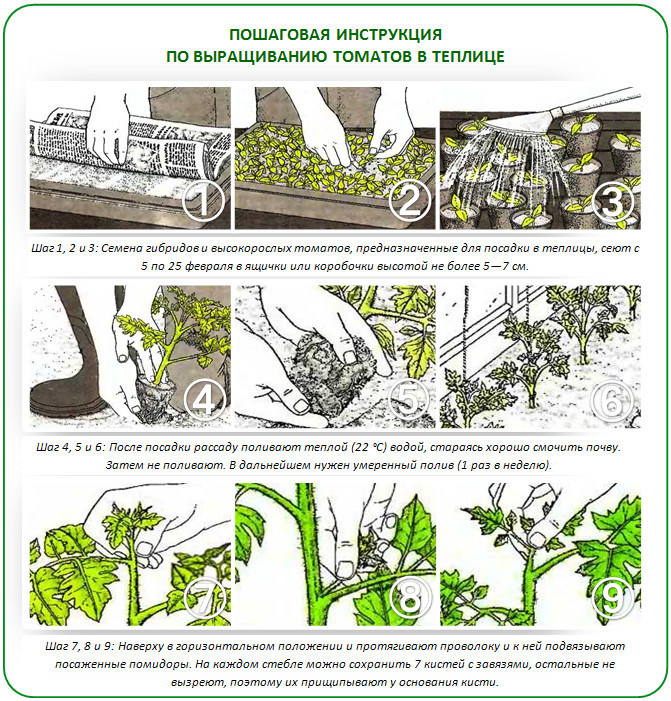 ПОШАГОВАЯ ИНСТРУКЦИЯ
ПО ВЫРАЩИВАНИЮ ТОМАТОВ В ТЕПЛИЦЕ
1
2
3
Шаг 1, 2 и 3: Семена гибридов и высокорослых томатов, предназначенные для посадки в теплицы, сеют с
5 по 25 февраля в ящички или коробочки высотой не более 5—7 см.
4
5
6
Шаг 4, 5 и 6: После посадки рассаду поливают теплой (22 °С) водой, стараясь хорошо смочить почву.
Затем не поливают. В дальнейшем нужен умеренный полив (1 раз в неделю).
7
8
9
Шаг 7, 8 и 9: Наверху в горизонтальном положении и протягивают проволоку и к ней подвязывают
посаженные помидоры. На каждом стебле можно сохранить 7 кистей с завязями, остальные не
вызреют, поэтому их прищипывают у основания кисти.